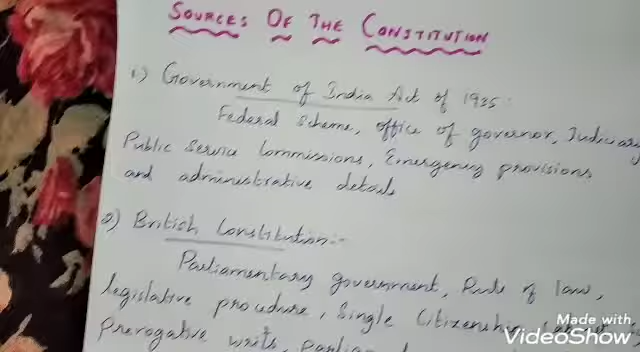 SOURCES OF THE CONSTITUTION
1) Government of India Act of 1935:
Federal Scheme, office of governor, Judiciary
Public Service Commissions, Emergency provisions
and administrative details
2) British Constitution:-
Parliamentary government, Rule of law,
legislative procedure, Single Citizenship,
Prerogative writs,
Made with
VideoShow